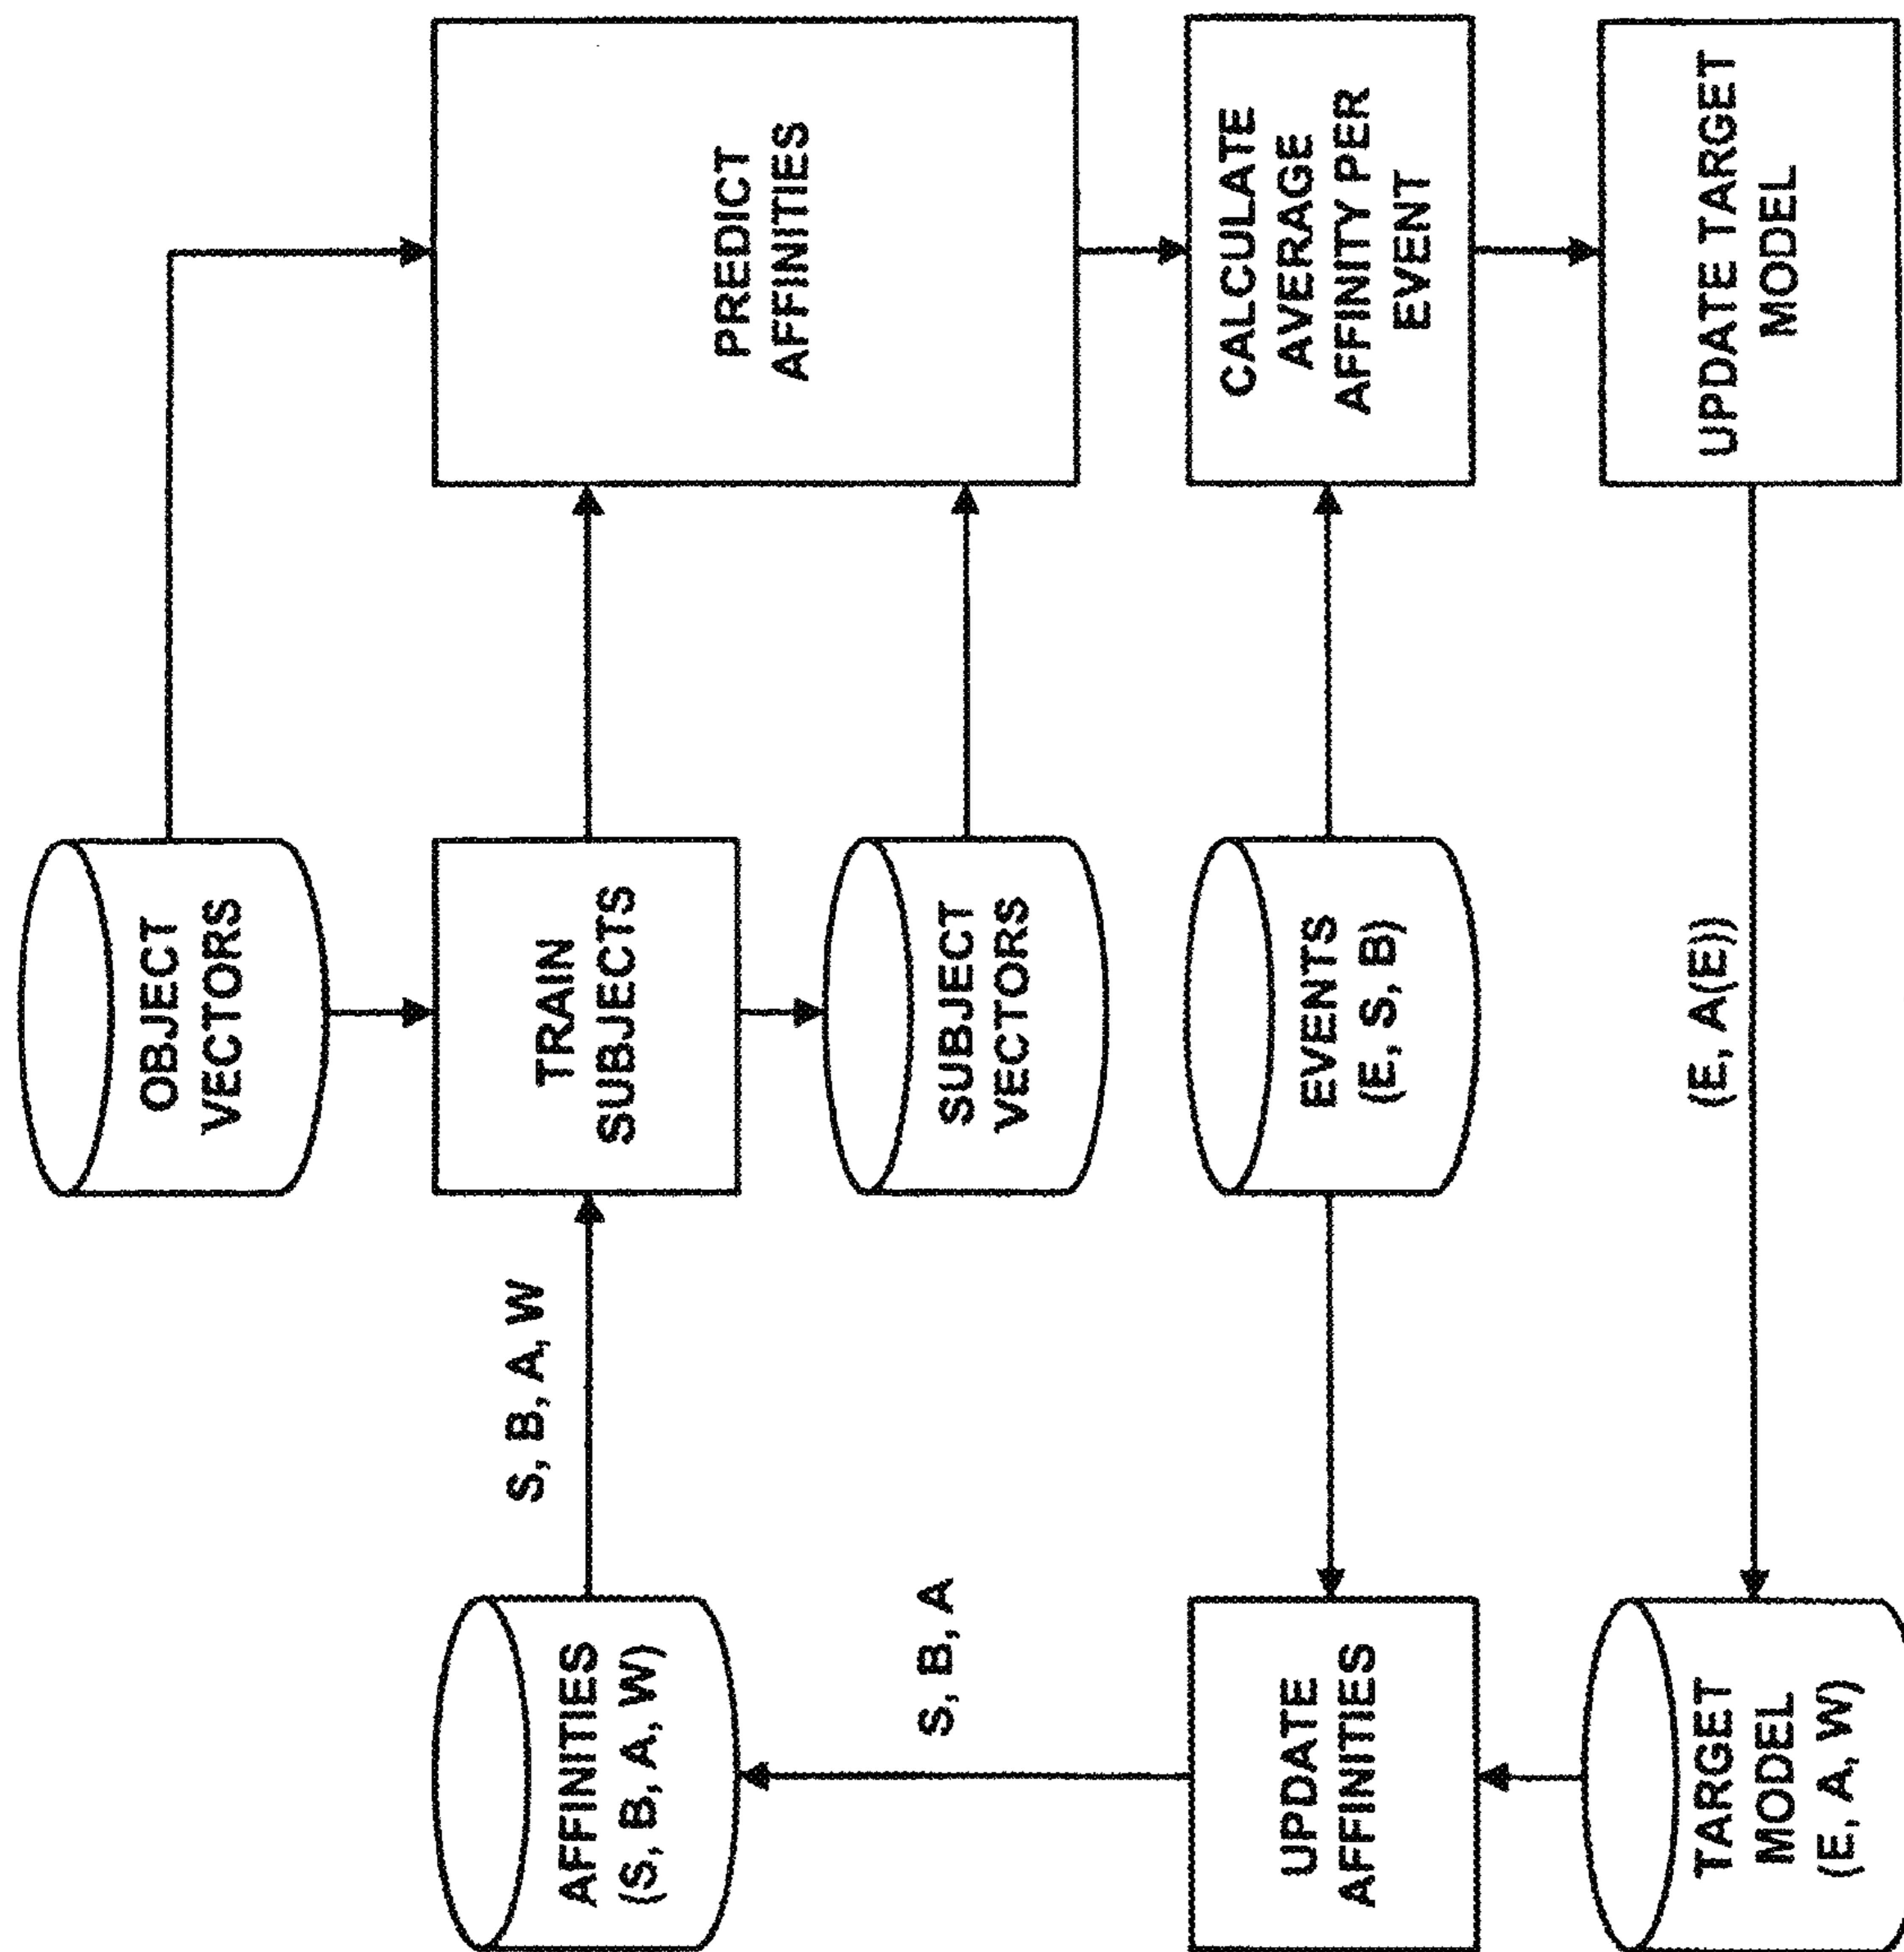 OBJECT
VECTORS
S, B, A, W
AFFINITIES
(S, B, A, W)
TRAIN
SUBJECTS
PREDICT
AFFINITIES
S, B, A
SUBJECT
VECTORS
UPDATE
AFFINITIES
EVENTS
(E, S, B)
CALCULATE
AVERAGE
AFFINITY PER
EVENT
TARGET
MODEL
(E, A, W)
(E, A(E))
UPDATE TARGET
MODEL